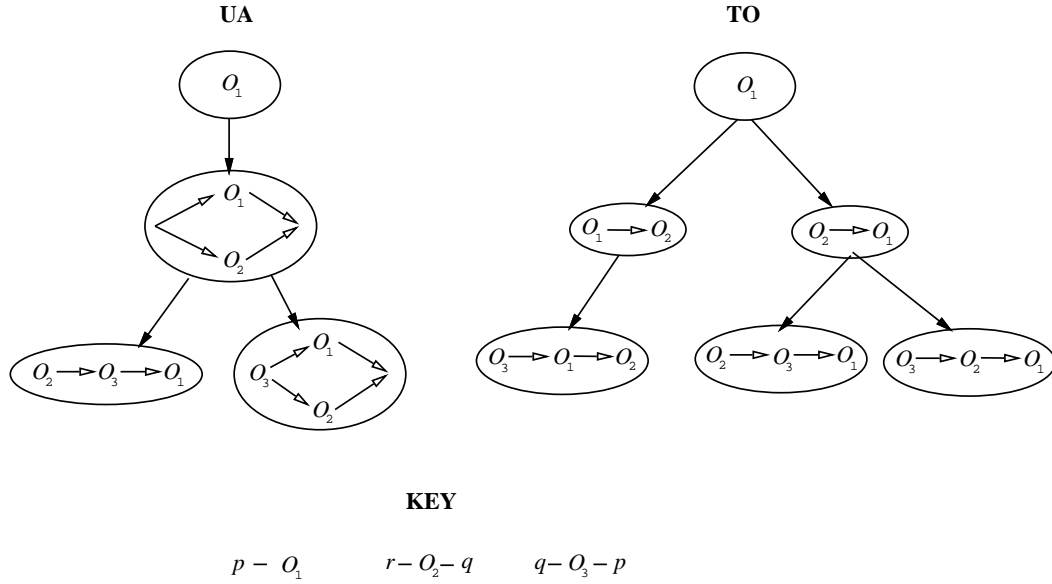 UA TO
O₁ O₁
O₁
O₁ O₂ O₂ O₁
O₂
O₁
O₂ O₃ O₁ O₃ O₃ O₁ O₂ O₂ O₃ O₁ O₃ O₂ O₁
O₂
KEY
p – O₁ r – O₂ – q q – O₃ – p